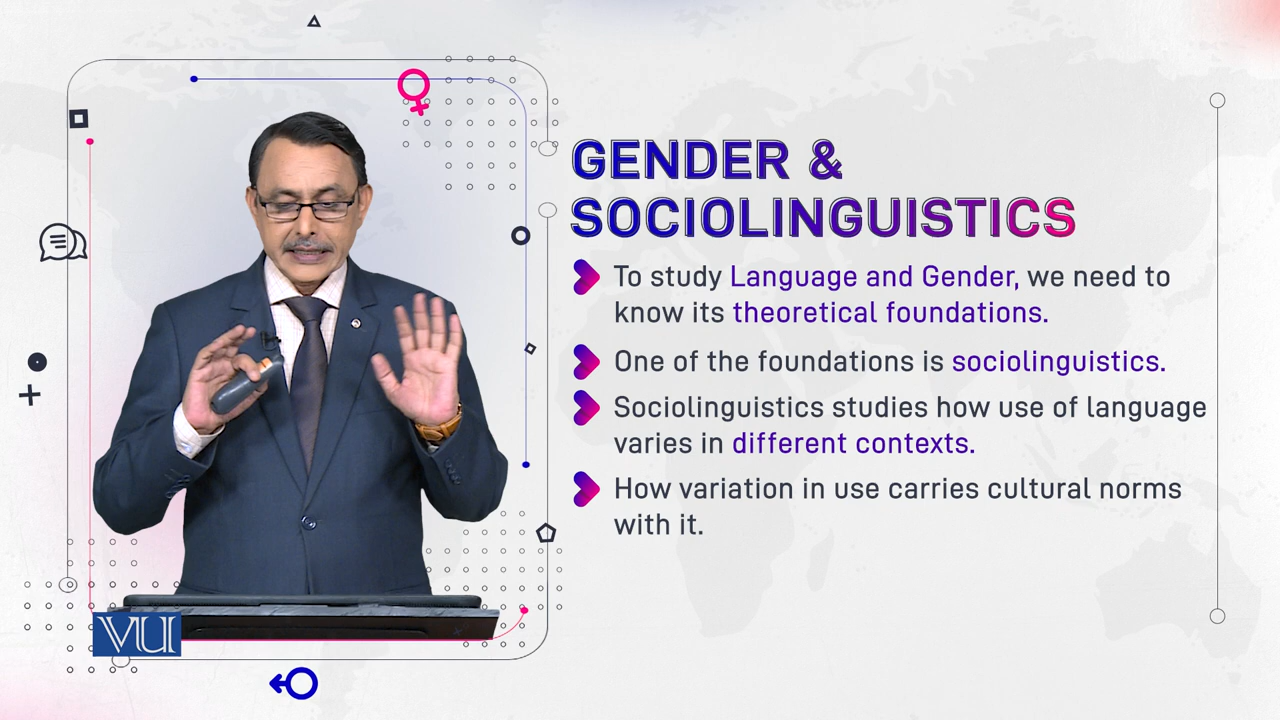 GENDER &
SOCIOLINGUISTICS
To study Language and Gender, we need to
know its theoretical foundations.
One of the foundations is sociolinguistics.
Sociolinguistics studies how use of language
varies in different contexts.
How variation in use carries cultural norms
with it.
VU